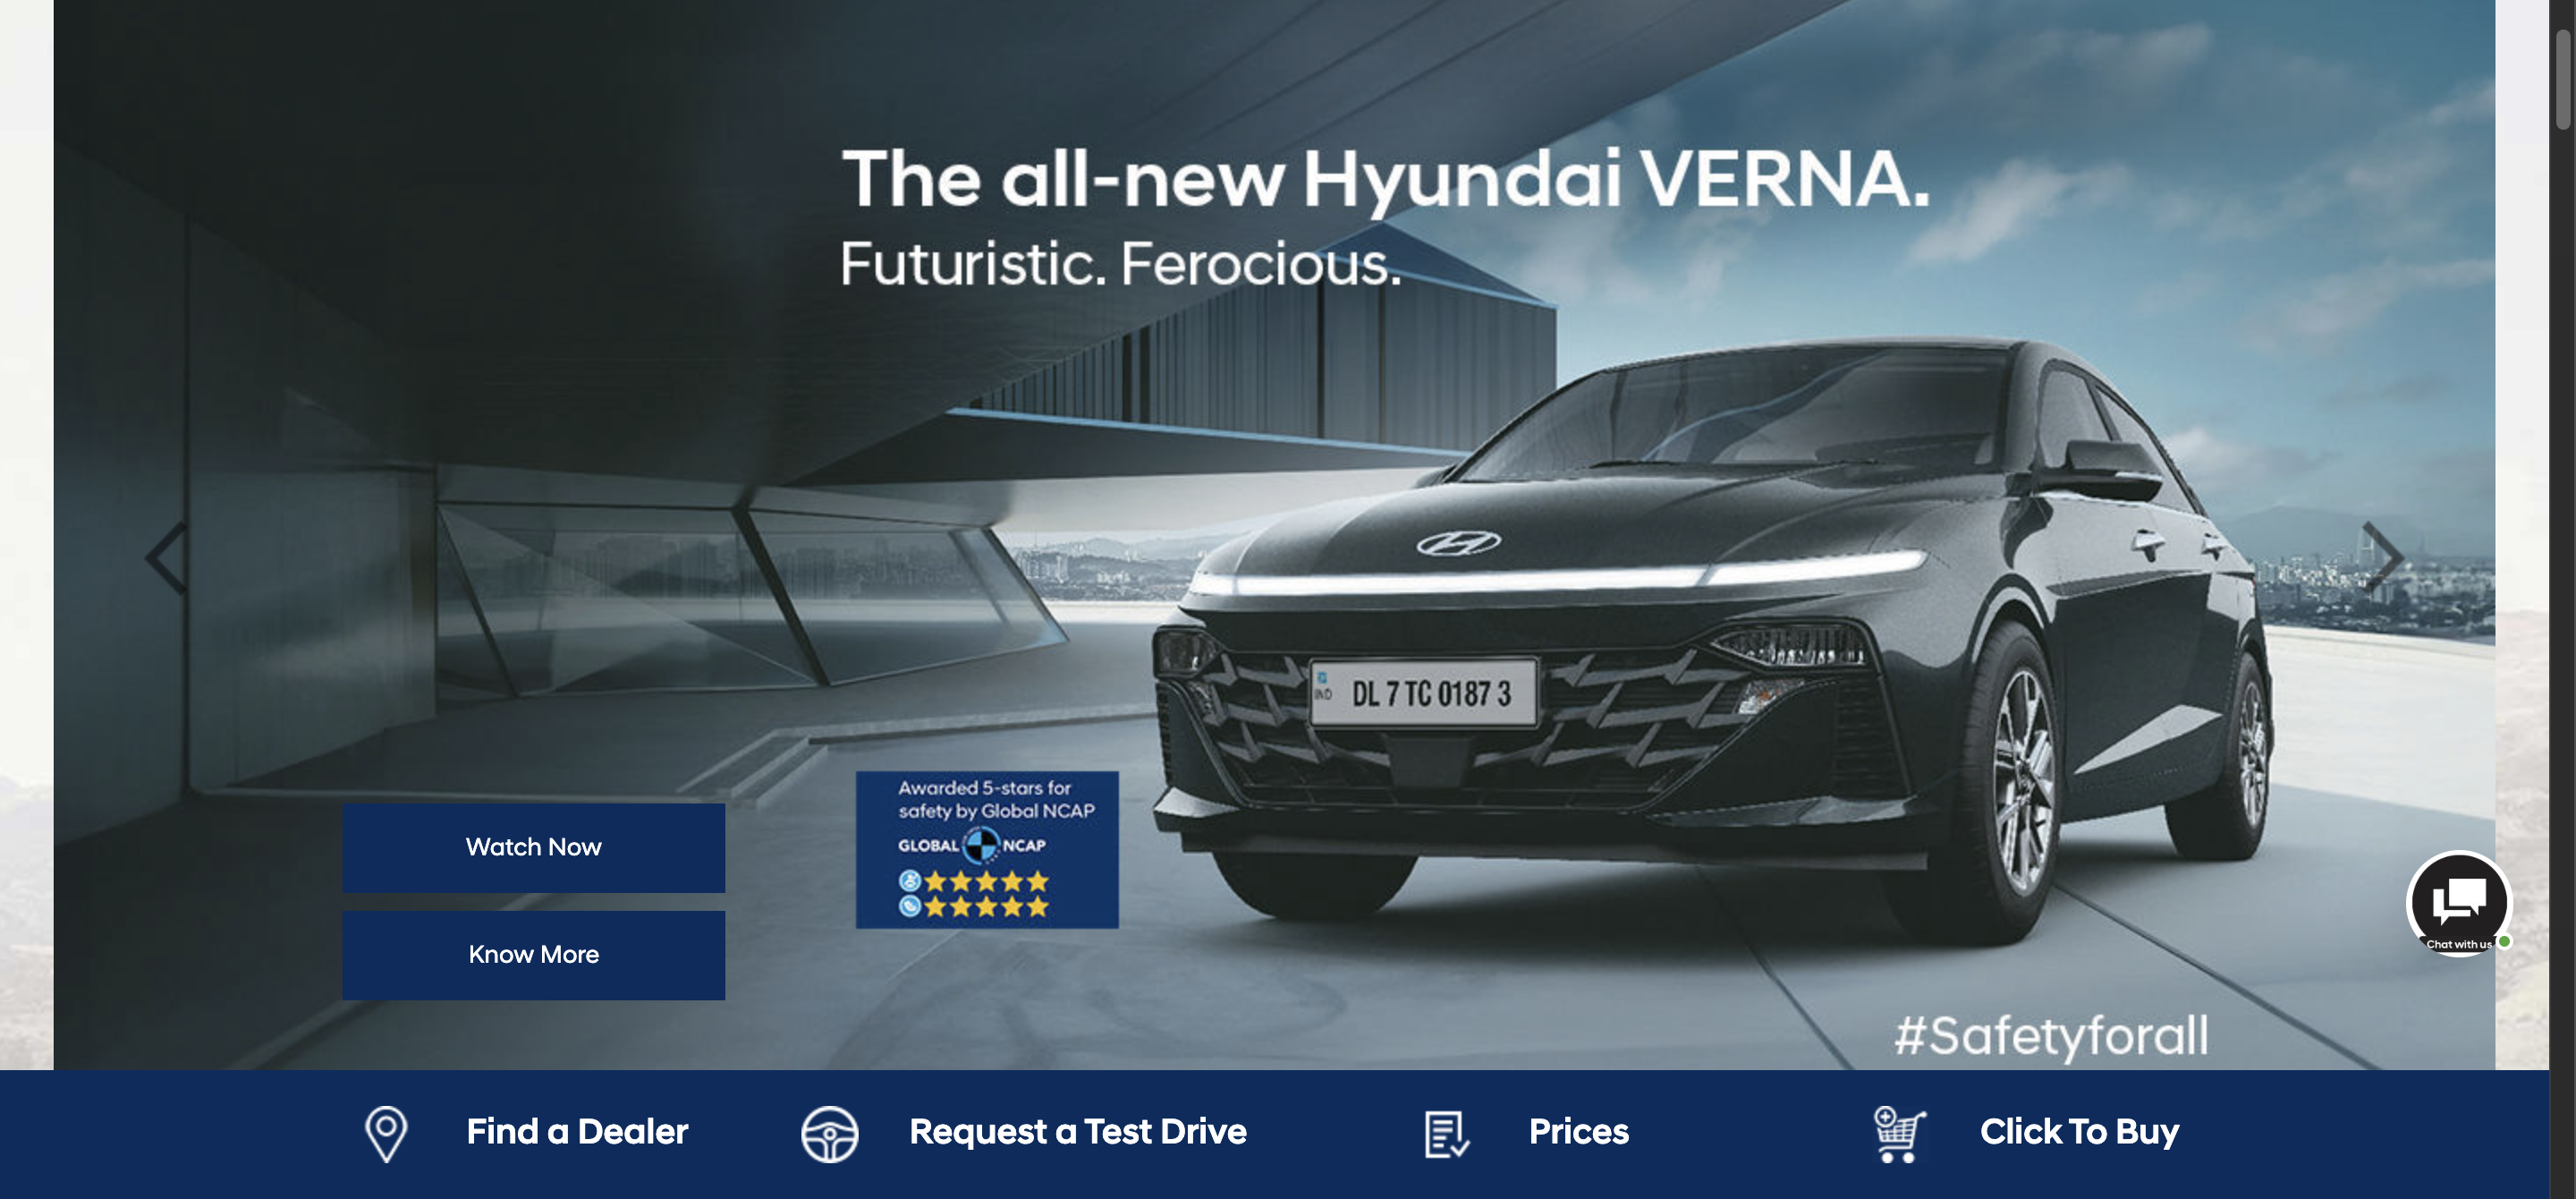 The all-new Hyundai VERNA.
Futuristic. Ferocious.
IND
DL 7 TC 0187 3
Awarded 5-stars for
safety by Global NCAP
GLOBAL NCAP
Watch Now
Know More
Chat with us
#Safetyforall
Find a Dealer
Request a Test Drive
Prices
Click To Buy